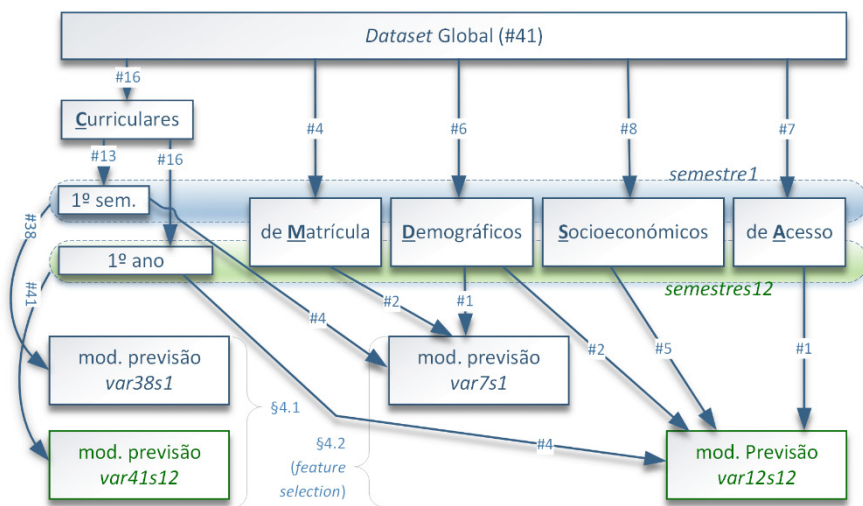 Dataset Global (#41)
#16
#4
#6
#8
#7
Curriculares
#13
#16
semestre1
1º sem.
de Matrícula
Demográficos
Socioeconómicos
de Acesso
#38
1º ano
semestres12
#41
#4
#2
#1
#2
#5
#1
mod. previsão
var38s1
mod. previsão
var7s1
§4.1
§4.2
(feature
selection)
#4
mod. previsão
var41s12
mod. Previsão
var12s12